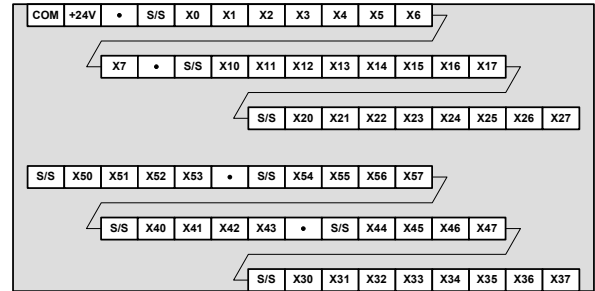 COM +24V • S/S X0 X1 X2 X3 X4 X5 X6
X7 • S/S X10 X11 X12 X13 X14 X15 X16 X17
S/S X20 X21 X22 X23 X24 X25 X26 X27
S/S X50 X51 X52 X53 • S/S X54 X55 X56 X57
S/S X40 X41 X42 X43 • S/S X44 X45 X46 X47
S/S X30 X31 X32 X33 X34 X35 X36 X37